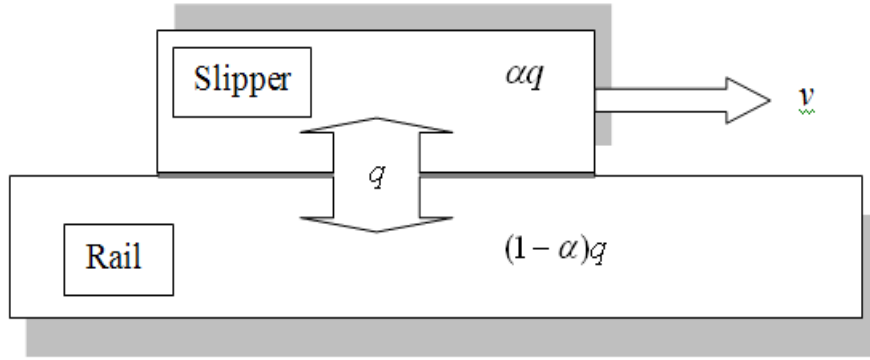 Slipper
αq
v
q
Rail
(1 − α)q